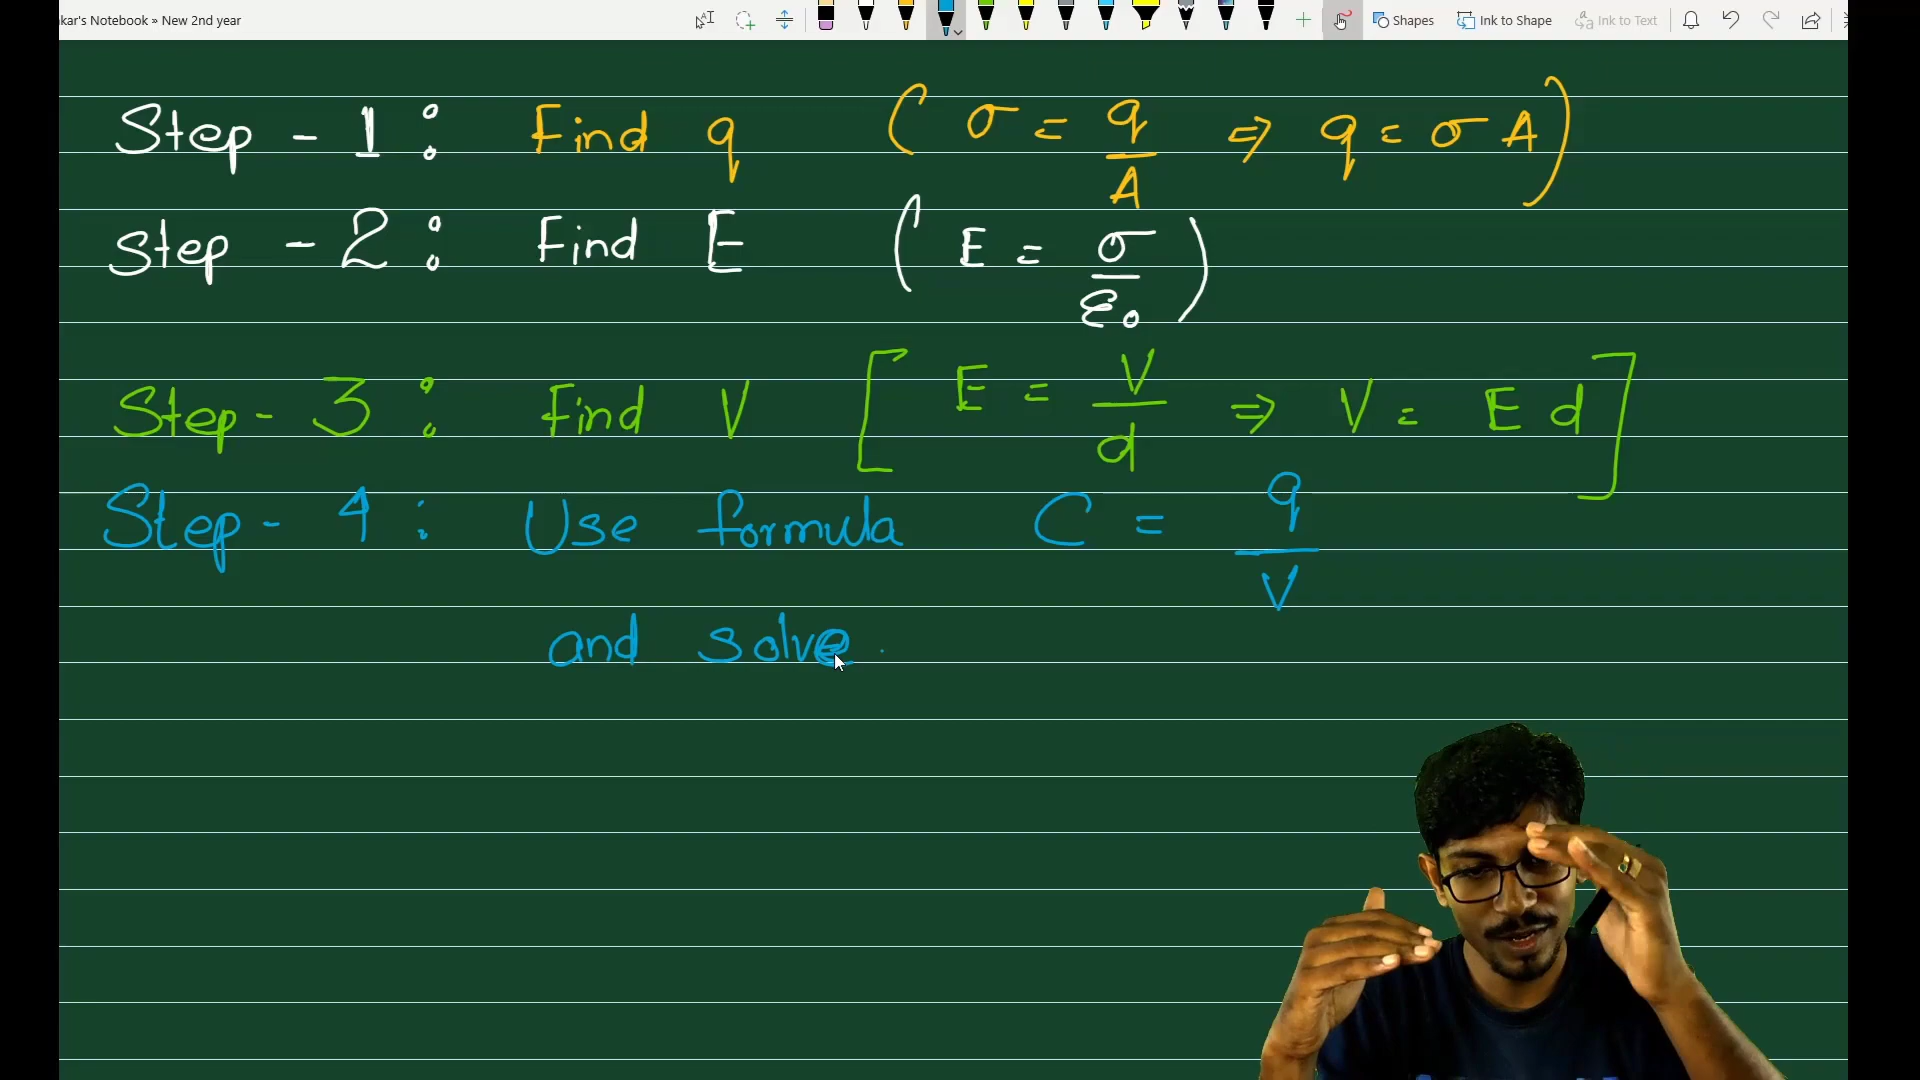 kar's Notebook » New 2nd year
Shapes Ink to Shape Ink to Text
Step - 1 : Find q ( σ = q/A ⇒ q = σ A )
Step - 2 : Find E ( E = σ/ε₀ )
Step - 3 : Find V [ E = V/d ⇒ V = E d ]
Step - 4 : Use formula C = q/V
and solve.